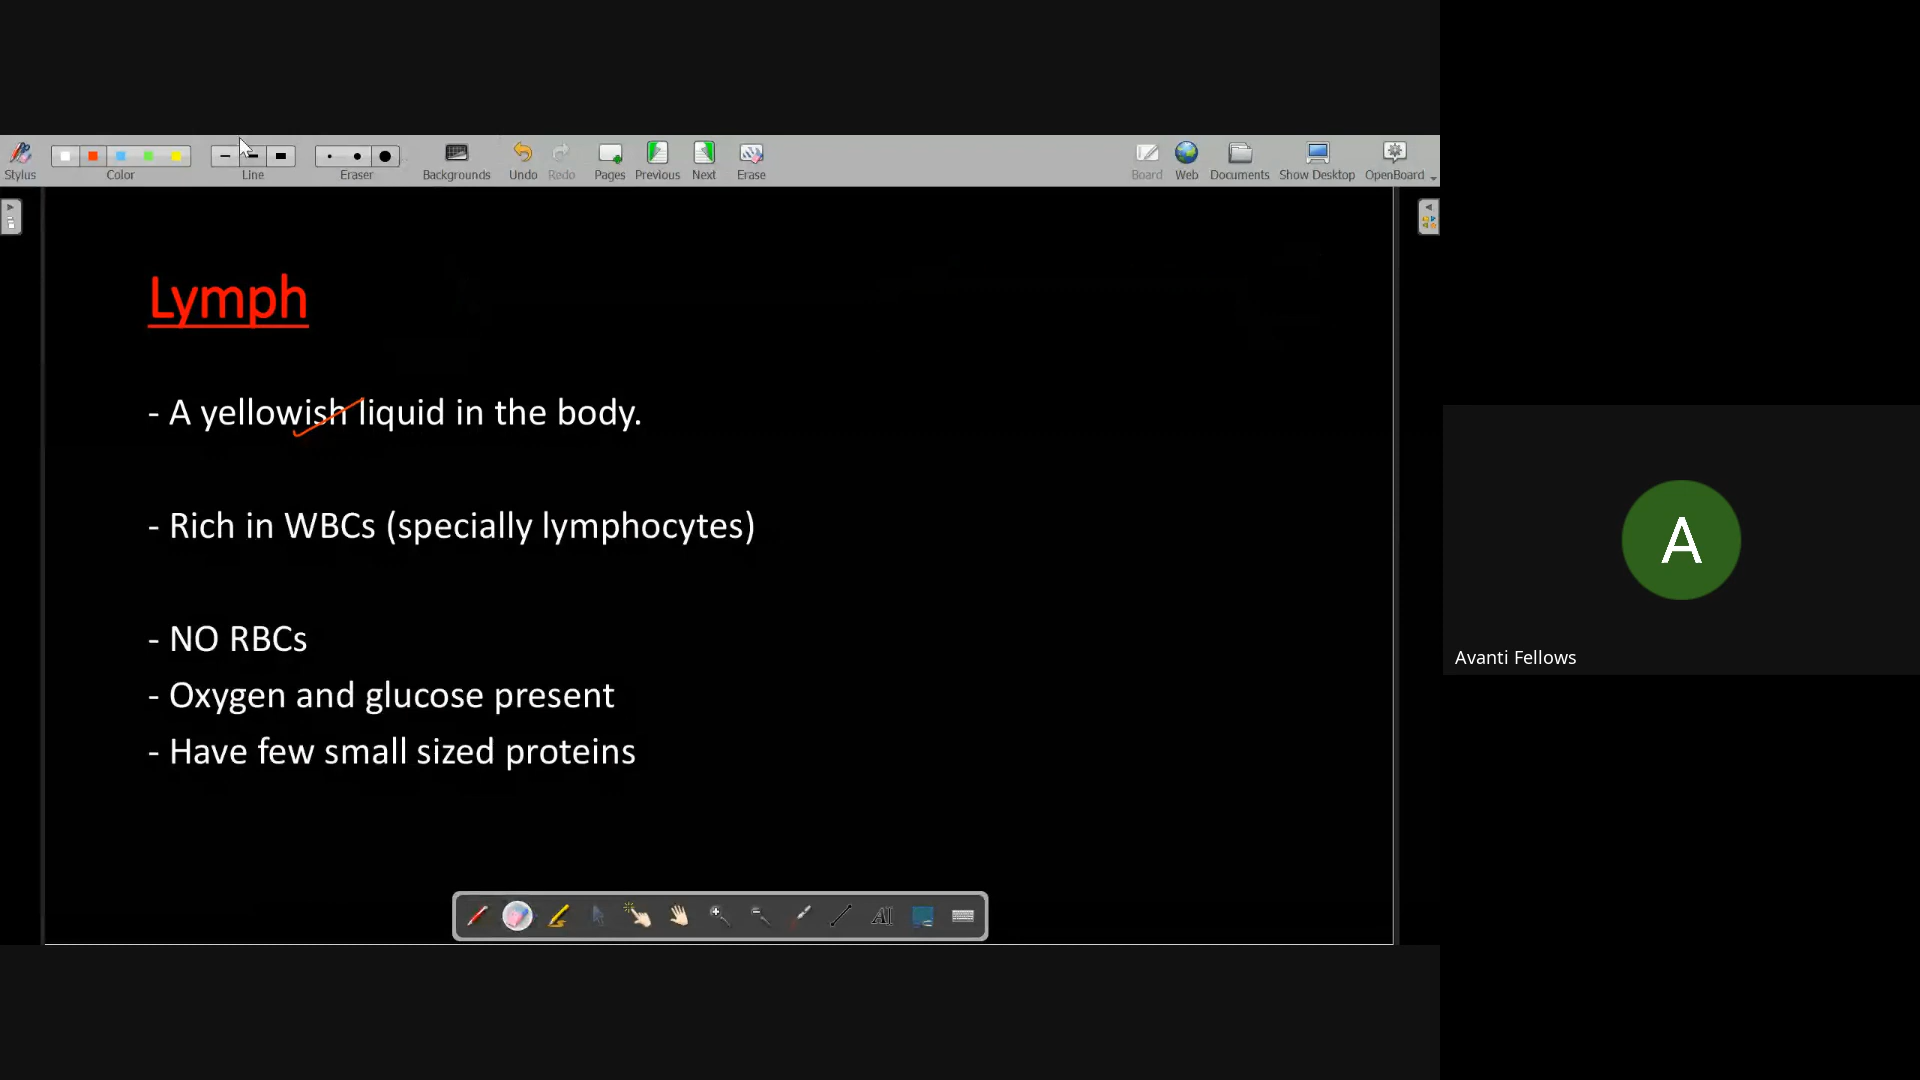 Stylus
Color
Line
Eraser
Backgrounds
Undo
Redo
Pages
Previous
Next
Erase
Board
Web
Documents
Show Desktop
OpenBoard
Lymph
- A yellowish liquid in the body.
- Rich in WBCs (specially lymphocytes)
- NO RBCs
- Oxygen and glucose present
- Have few small sized proteins
A
Avanti Fellows
AI